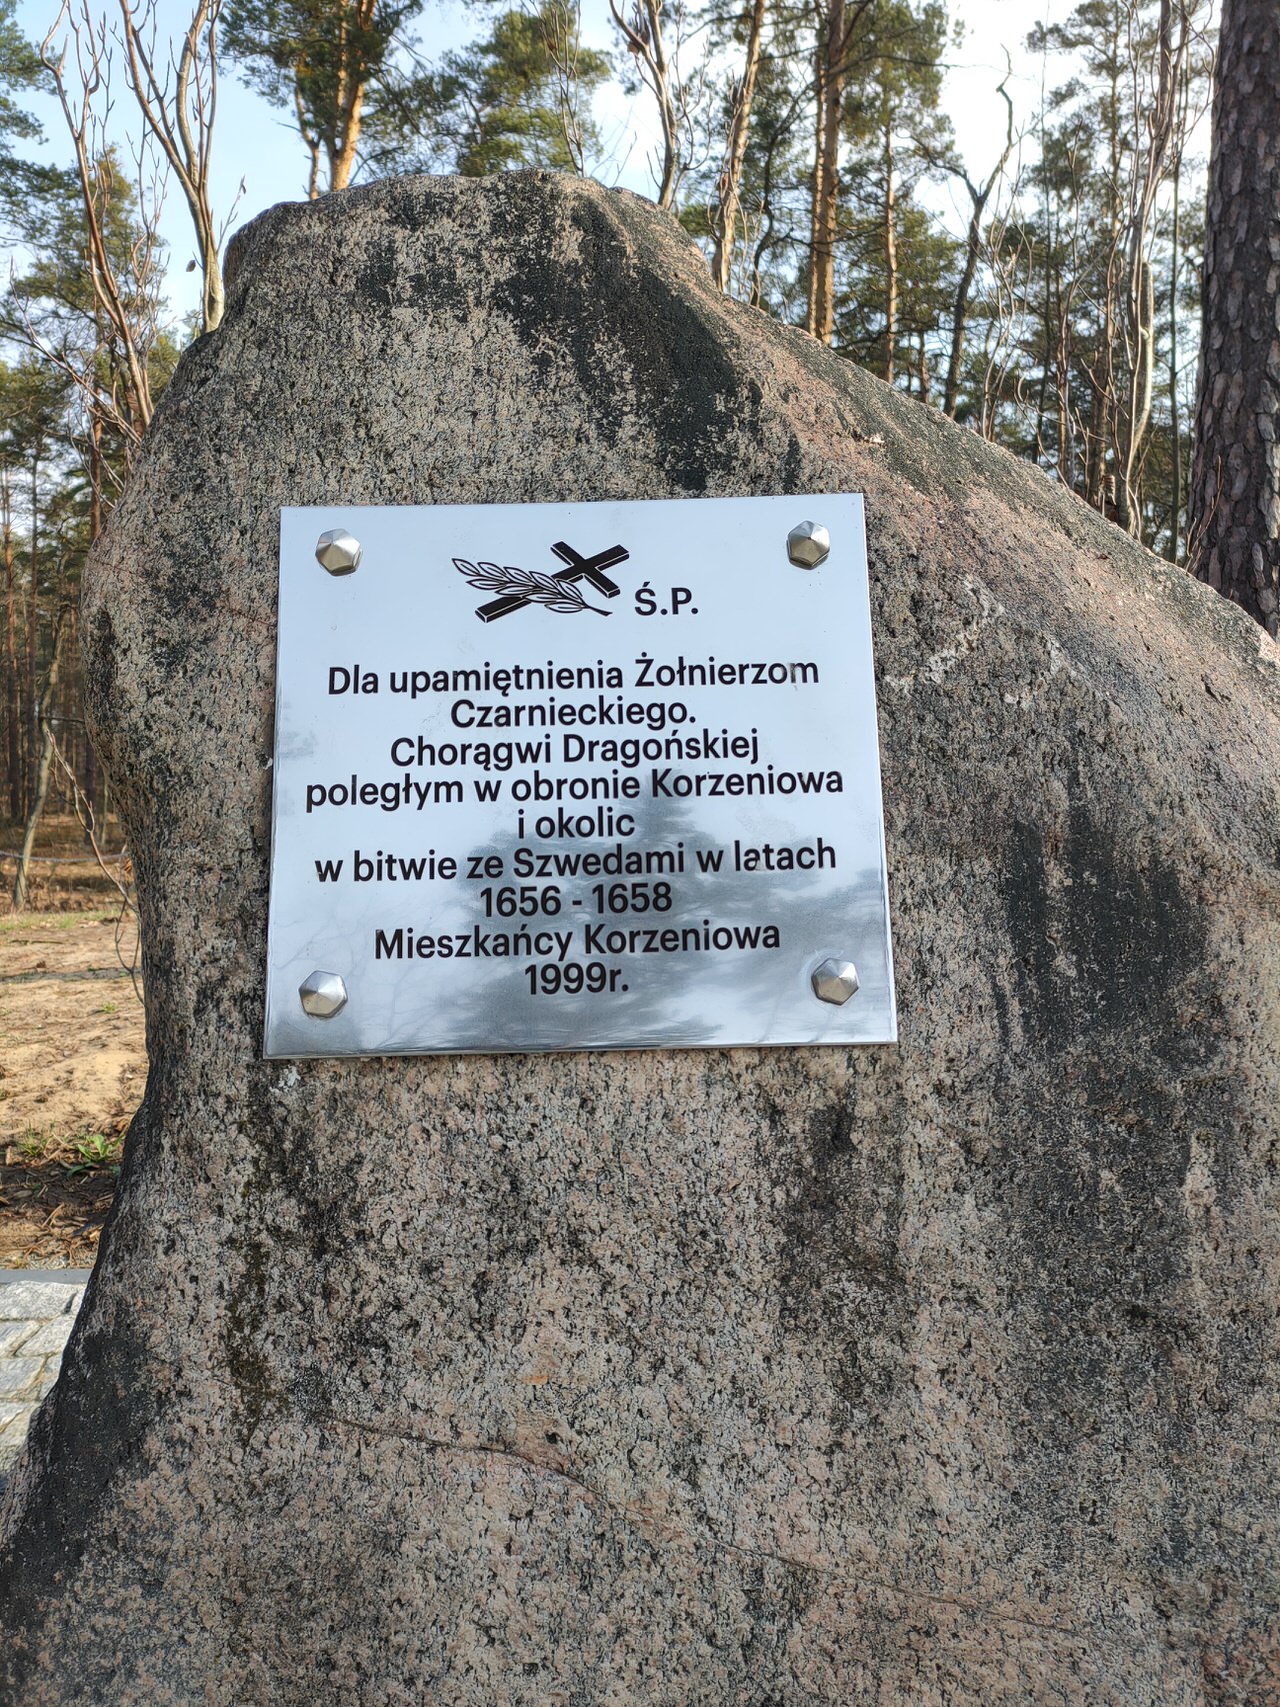 Ś.P.
Dla upamiętnienia Żołnierzom
Czarnieckiego.
Chorągwi Dragońskiej
poległym w obronie Korzeniowa
i okolic
w bitwie ze Szwedami w latach
1656 - 1658
Mieszkańcy Korzeniowa
1999r.